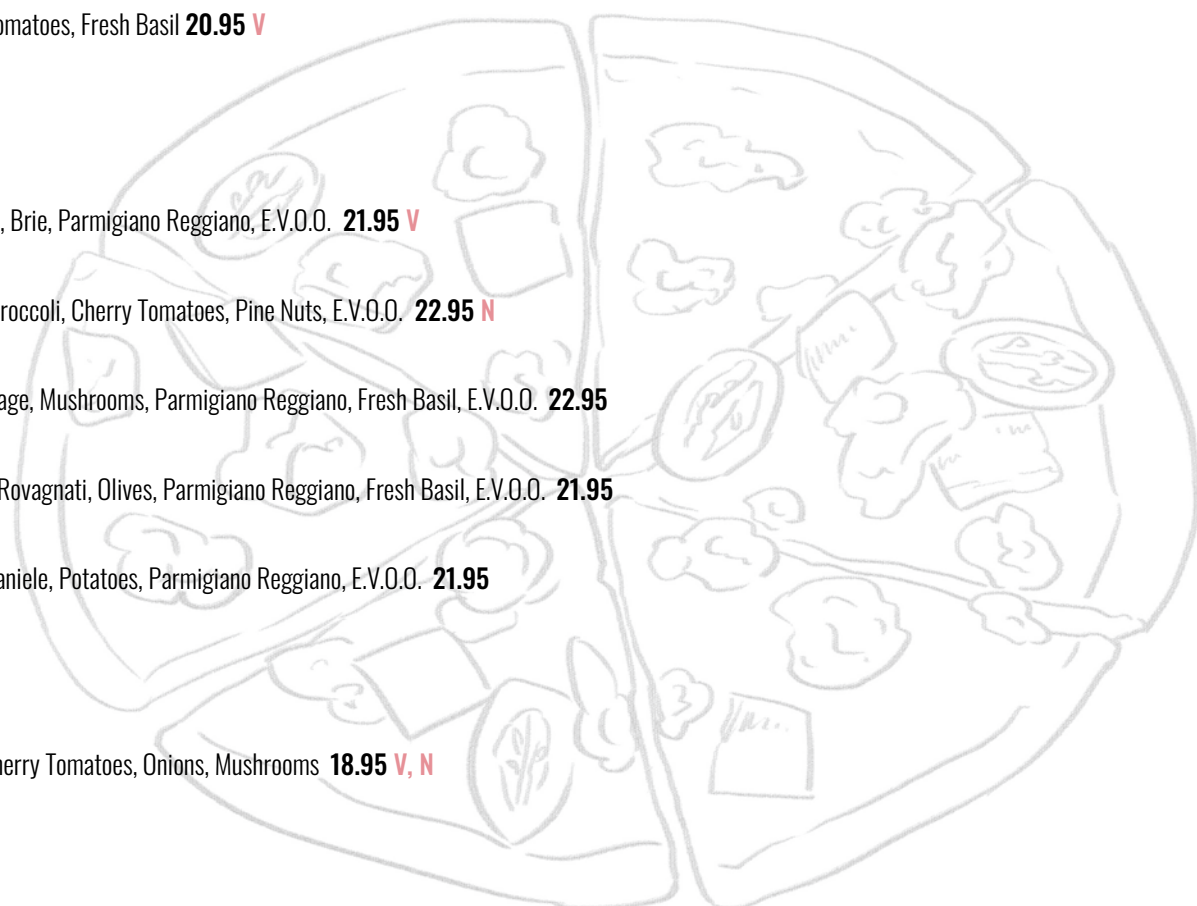 omatoes, Fresh Basil 20.95 V
, Brie, Parmigiano Reggiano, E.V.O.O. 21.95 V
roccoli, Cherry Tomatoes, Pine Nuts, E.V.O.O. 22.95 N
age, Mushrooms, Parmigiano Reggiano, Fresh Basil, E.V.O.O. 22.95
Rovagnati, Olives, Parmigiano Reggiano, Fresh Basil, E.V.O.O. 21.95
aniele, Potatoes, Parmigiano Reggiano, E.V.O.O. 21.95
herry Tomatoes, Onions, Mushrooms 18.95 V, N